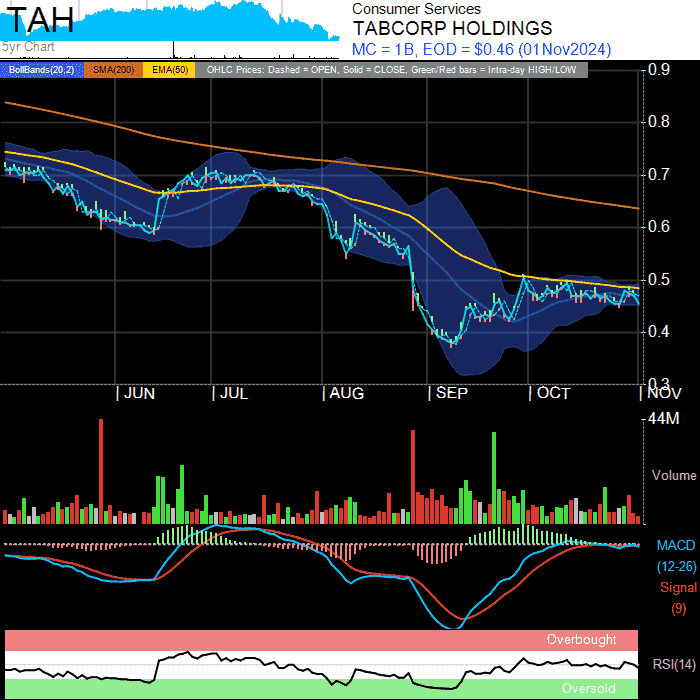 TAH
Consumer Services
TABCORP HOLDINGS
5yr Chart
MC = 1B, EOD = $0.46 (01Nov2024)
BollBands(20,2) SMA(200) EMA(50) OHLC Prices: Dashed = OPEN, Solid = CLOSE, Green/Red bars = Intra-day HIGH/LOW
0.9
0.8
0.7
0.6
0.5
0.4
0.3
| JUN | JUL | AUG | SEP | OCT | NOV
44M
Volume
MACD
(12-26)
Signal
(9)
Overbought
RSI(14)
Oversold